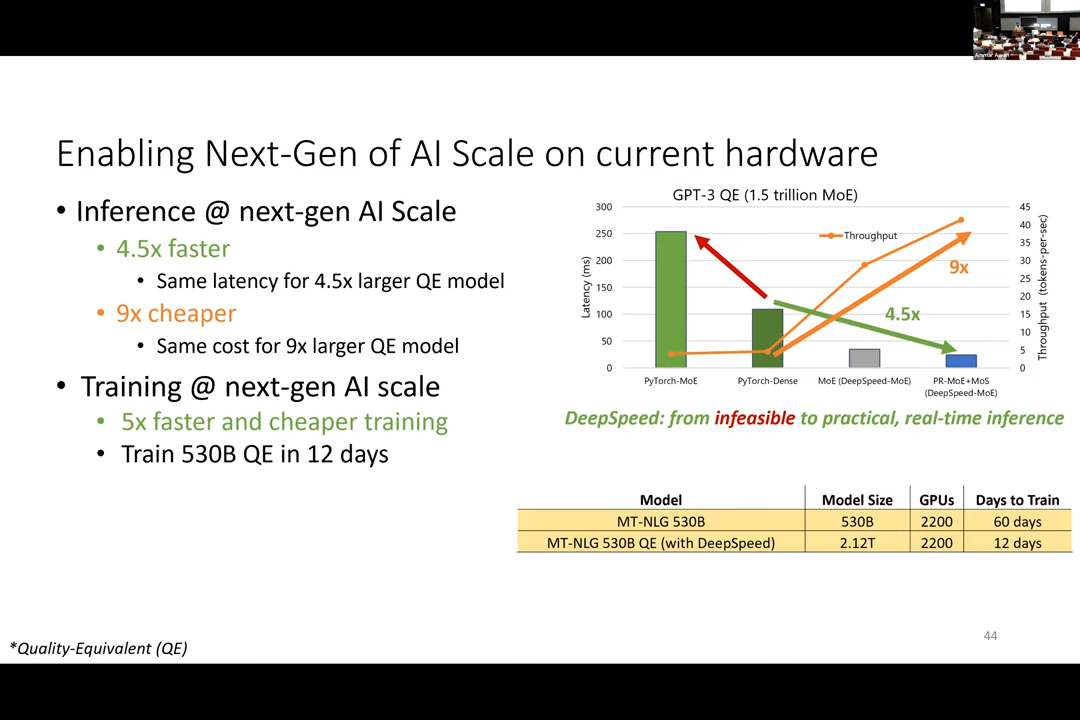 Ammar Awan
Enabling Next-Gen of AI Scale on current hardware
• Inference @ next-gen AI Scale
• 4.5x faster
• Same latency for 4.5x larger QE model
• 9x cheaper
• Same cost for 9x larger QE model
• Training @ next-gen AI scale
• 5x faster and cheaper training
• Train 530B QE in 12 days
GPT-3 QE (1.5 trillion MoE)
Latency (ms)
300
250
200
150
100
50
0
Throughput
9x
4.5x
45
40
35
30
25
20
15
10
5
0
Throughput (tokens-per-sec)
PyTorch-MoE
PyTorch-Dense
MoE (DeepSpeed-MoE)
PR-MoE+MoS
(DeepSpeed-MoE)
DeepSpeed: from infeasible to practical, real-time inference
Model Model Size GPUs Days to Train
MT-NLG 530B 530B 2200 60 days
MT-NLG 530B QE (with DeepSpeed) 2.12T 2200 12 days
44
*Quality-Equivalent (QE)